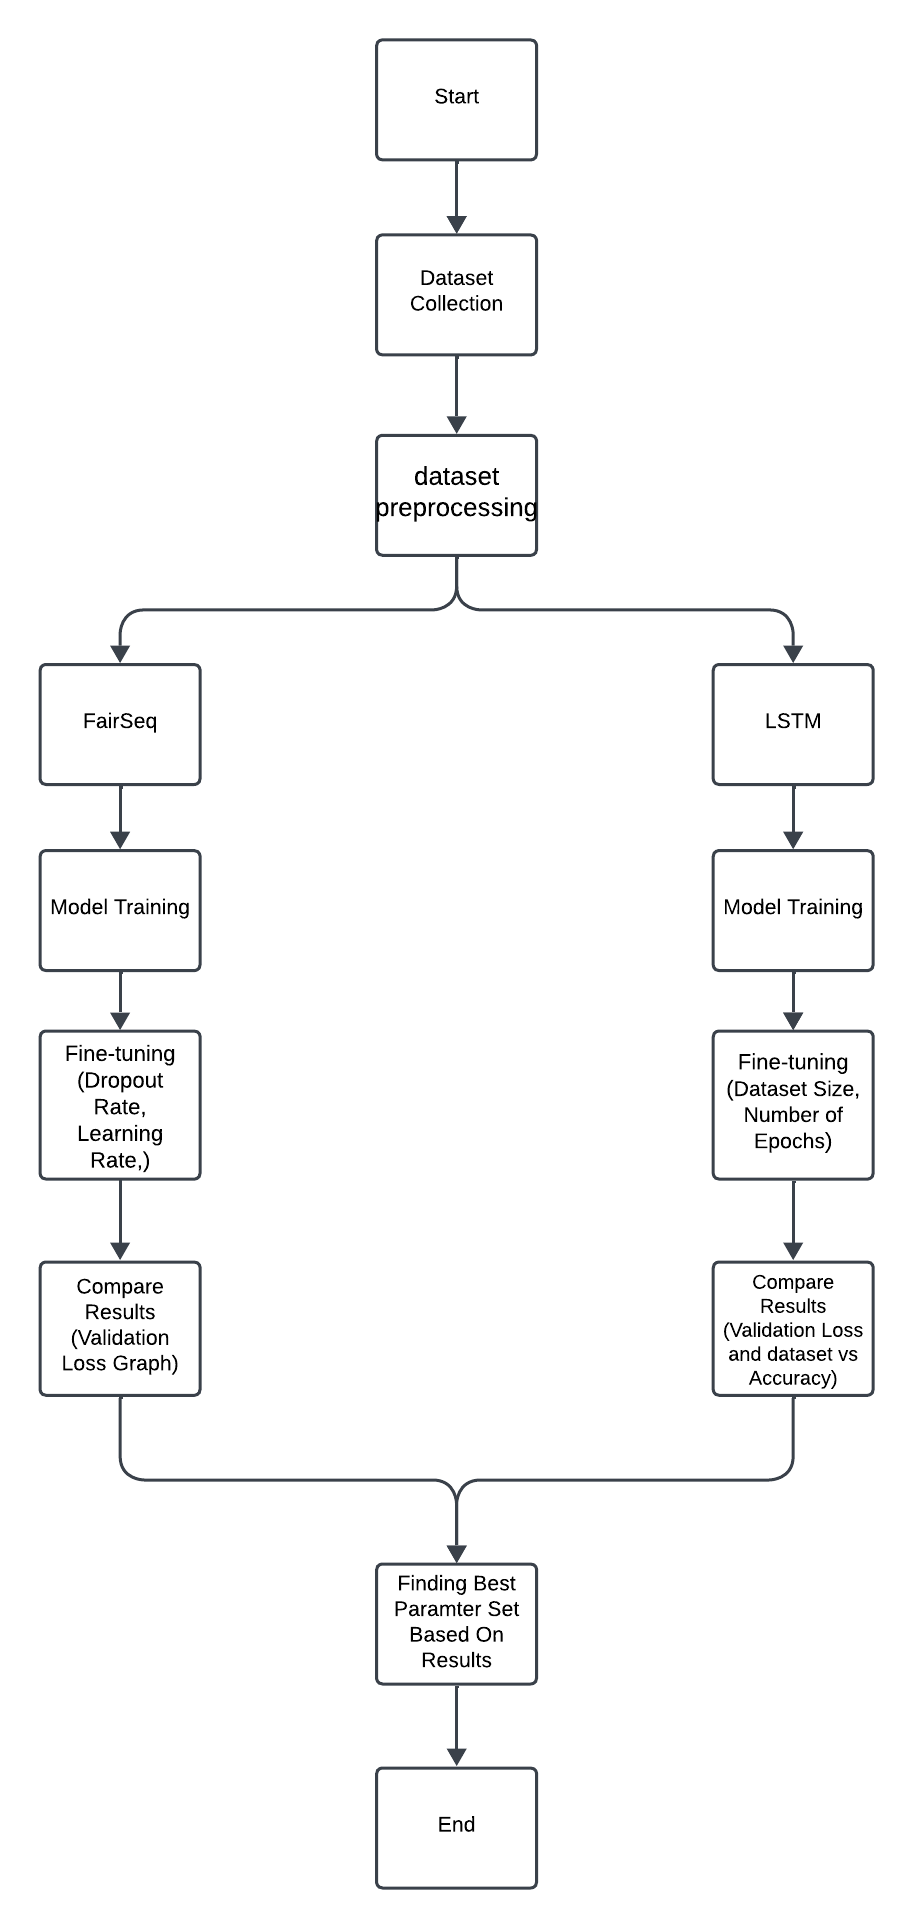 Start
Dataset
Collection
dataset
preprocessing
FairSeq
LSTM
Model Training
Model Training
Fine-tuning
(Dropout
Rate,
Learning
Rate,)
Fine-tuning
(Dataset Size,
Number of
Epochs)
Compare
Results
(Validation
Loss Graph)
Compare
Results
(Validation Loss
and dataset vs
Accuracy)
Finding Best
Paramter Set
Based On
Results
End